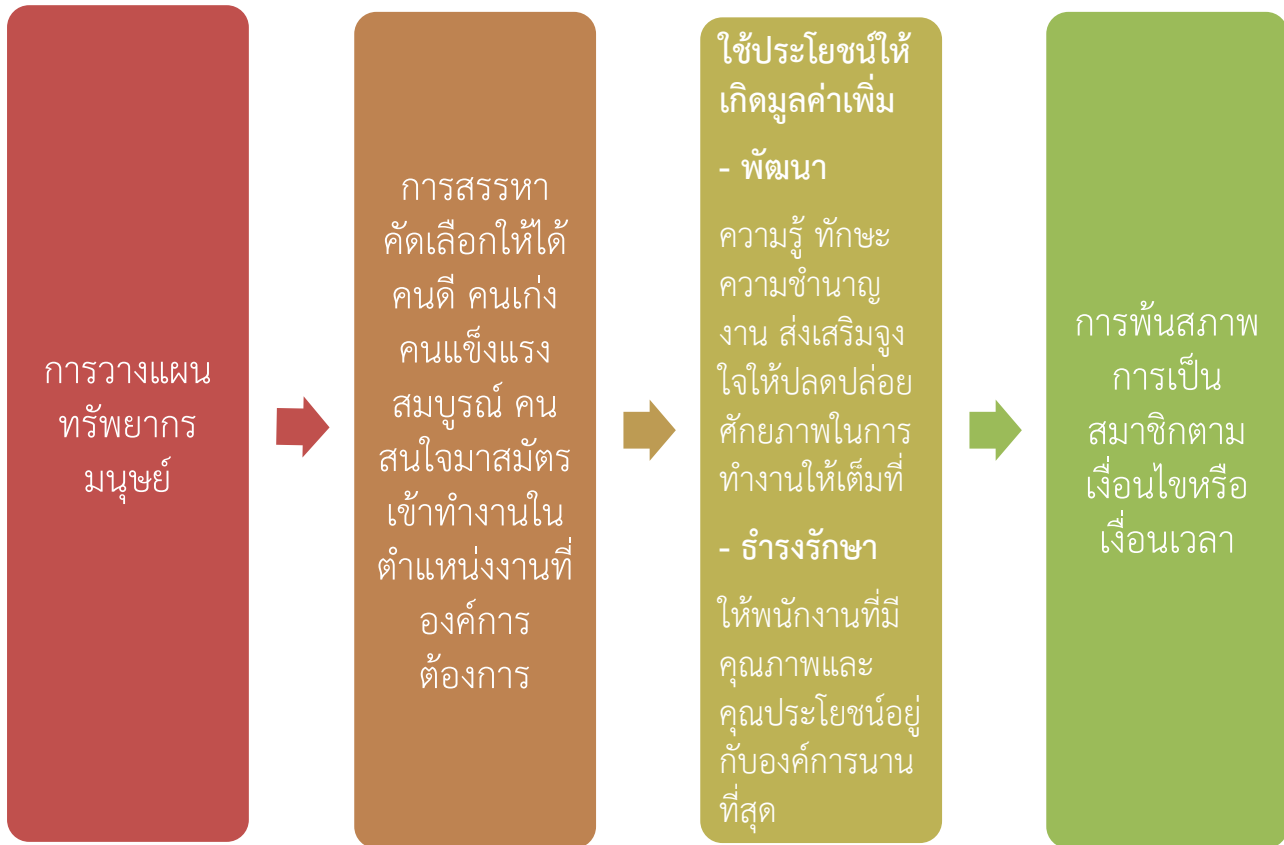 การวางแผน
ทรัพยากร
มนุษย์
การสรรหา
คัดเลือกให้ได้
คนดี คนเก่ง
คนแข็งแรง
สมบูรณ์ คน
สนใจมาสมัตร
เข้าทำงานใน
ตำแหน่งงานที่
องค์การ
ต้องการ
ใช้ประโยชน์ให้
เกิดมูลค่าเพิ่ม
- พัฒนา
ความรู้ ทักษะ
ความชำนาญ
งาน ส่งเสริมจูง
ใจให้ปลดปล่อย
ศักยภาพในการ
ทำงานให้เต็มที่
- ธำรงรักษา
ให้พนักงานที่มี
คุณภาพและ
คุณประโยชน์อยู่
กับองค์การนาน
ที่สุด
การพ้นสภาพ
การเป็น
สมาชิกตาม
เงื่อนไขหรือ
เงื่อนเวลา